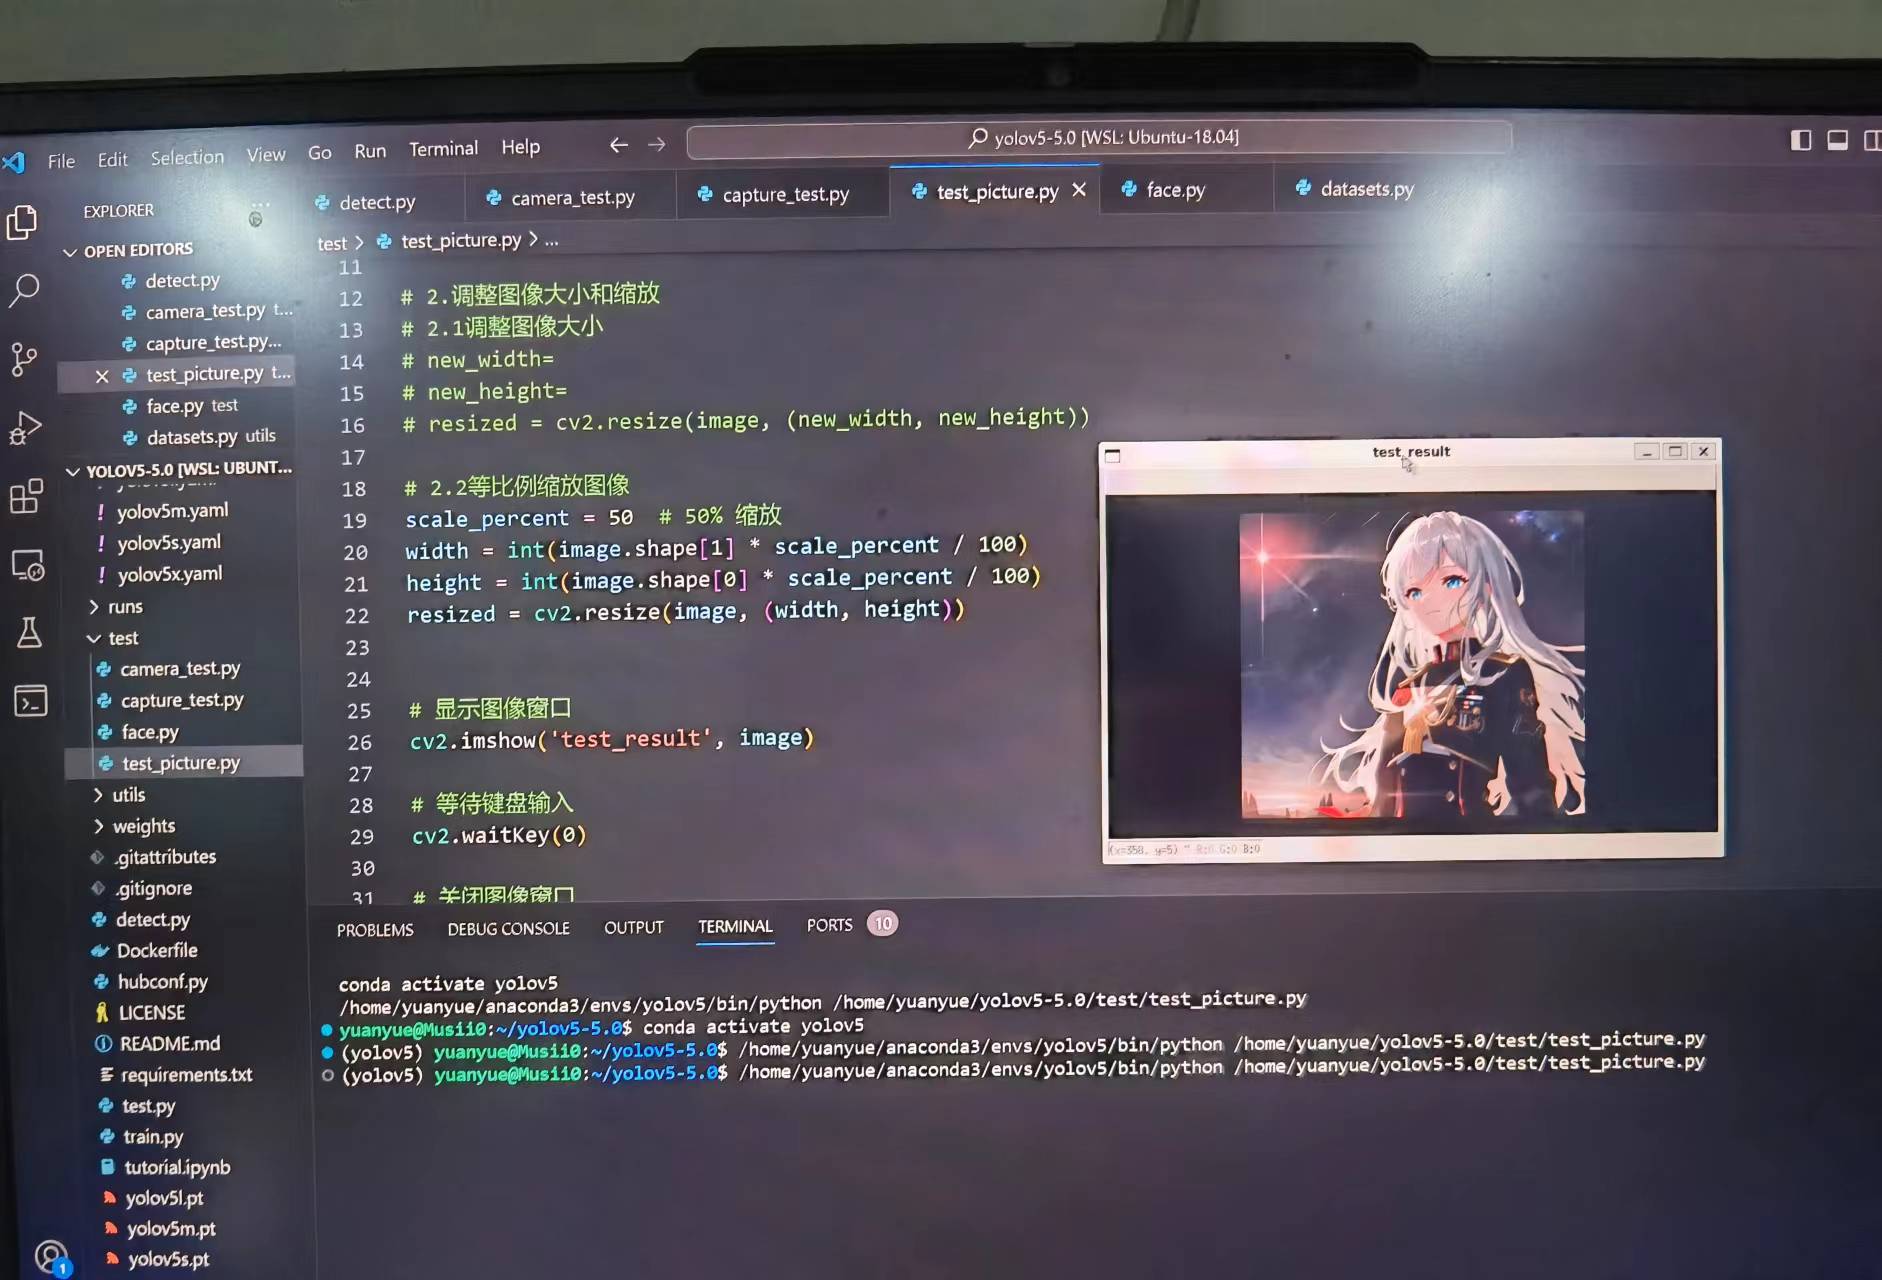 File Edit Selection View Go Run Terminal Help
yolov5-5.0 [WSL: Ubuntu-18.04]
EXPLORER
OPEN EDITORS
detect.py
camera_test.py t...
capture_test.py...
test_picture.py t...
face.py test
datasets.py utils
YOLOV5-5.0 [WSL: UBUNT...
yolov5m.yaml
yolov5s.yaml
yolov5x.yaml
runs
test
camera_test.py
capture_test.py
face.py
test_picture.py
utils
weights
.gitattributes
.gitignore
detect.py
Dockerfile
hubconf.py
LICENSE
README.md
requirements.txt
test.py
train.py
tutorial.ipynb
yolov5l.pt
yolov5m.pt
yolov5s.pt
1
detect.py camera_test.py capture_test.py test_picture.py face.py datasets.py
test > test_picture.py > ...
11
12 # 2.调整图像大小和缩放
13 # 2.1调整图像大小
14 # new_width=
15 # new_height=
16 # resized = cv2.resize(image, (new_width, new_height))
17
18 # 2.2等比例缩放图像
19 scale_percent = 50 # 50% 缩放
20 width = int(image.shape[1] * scale_percent / 100)
21 height = int(image.shape[0] * scale_percent / 100)
22 resized = cv2.resize(image, (width, height))
23
24
25 # 显示图像窗口
26 cv2.imshow('test_result', image)
27
28 # 等待键盘输入
29 cv2.waitKey(0)
30
31 # 关闭图像窗口
test_result
(x=358, y=5) ~ R:0 G:0 B:0
PROBLEMS DEBUG CONSOLE OUTPUT TERMINAL PORTS 10
conda activate yolov5
/home/yuanyue/anaconda3/envs/yolov5/bin/python /home/yuanyue/yolov5-5.0/test/test_picture.py
yuanyue@Musii0:~/yolov5-5.0$ conda activate yolov5
(yolov5) yuanyue@Musii0:~/yolov5-5.0$ /home/yuanyue/anaconda3/envs/yolov5/bin/python /home/yuanyue/yolov5-5.0/test/test_picture.py
(yolov5) yuanyue@Musii0:~/yolov5-5.0$ /home/yuanyue/anaconda3/envs/yolov5/bin/python /home/yuanyue/yolov5-5.0/test/test_picture.py